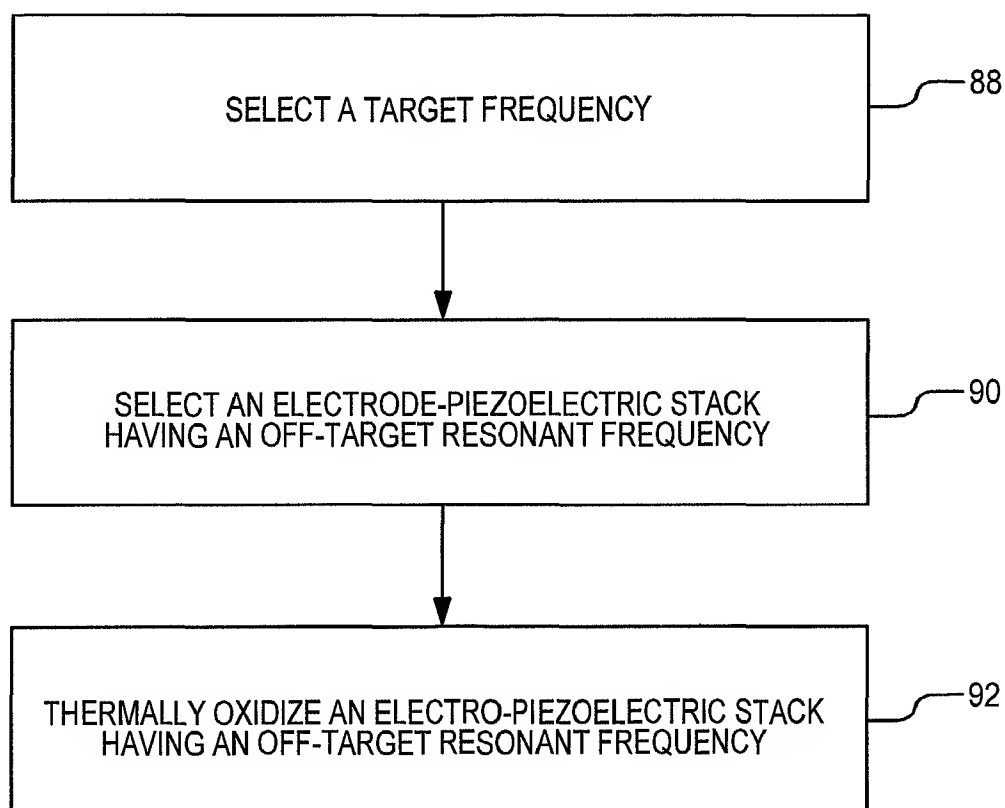 SELECT A TARGET FREQUENCY
88
SELECT AN ELECTRODE-PIEZOELECTRIC STACK
HAVING AN OFF-TARGET RESONANT FREQUENCY
90
THERMALLY OXIDIZE AN ELECTRO-PIEZOELECTRIC STACK
HAVING AN OFF-TARGET RESONANT FREQUENCY
92